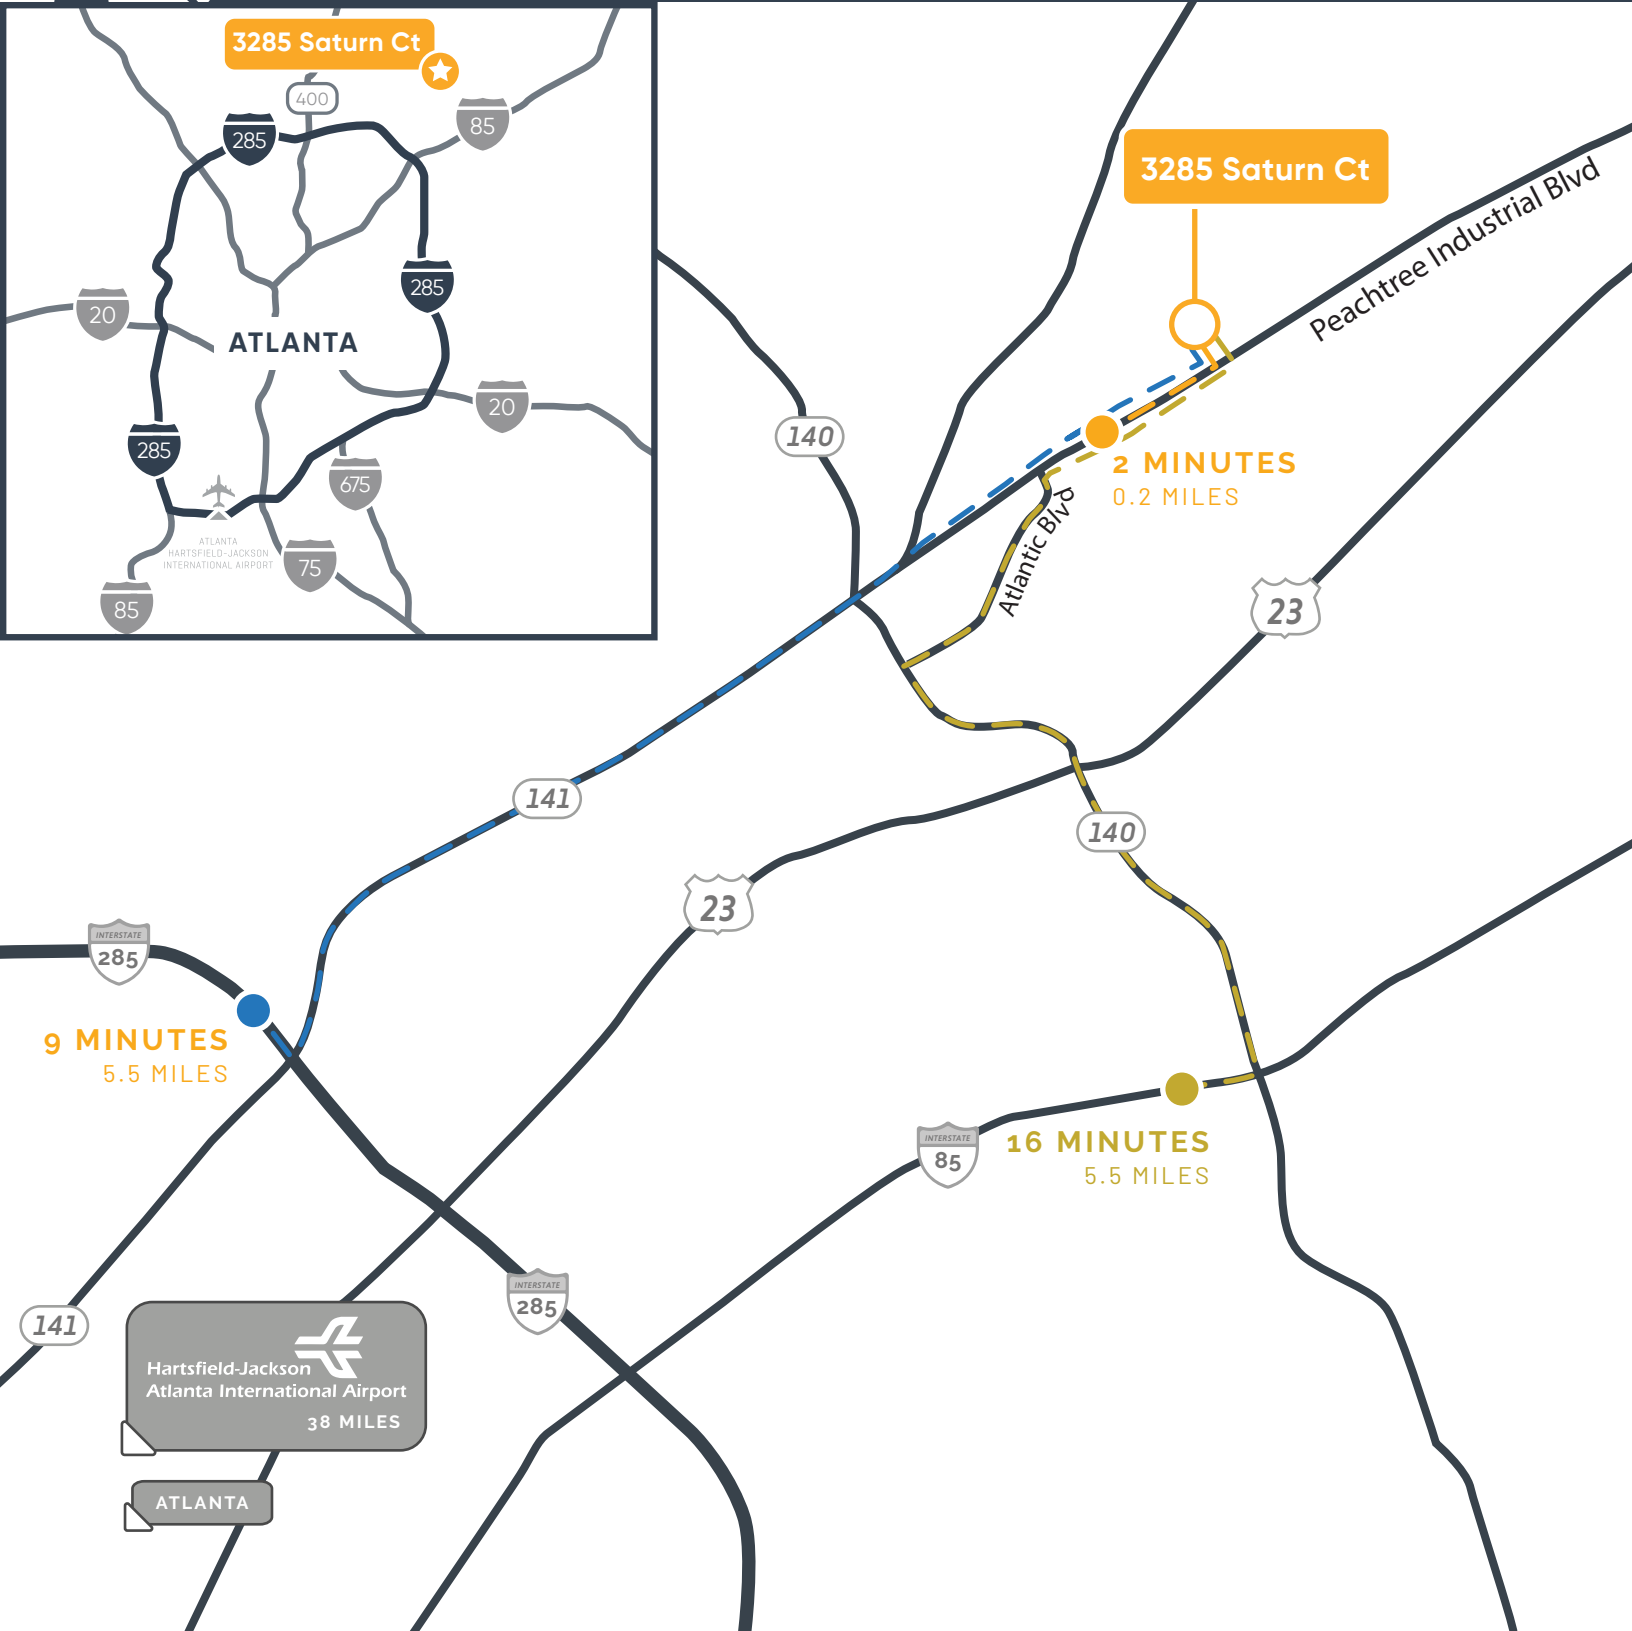 3285 Saturn Ct
400
85
285
285
20
ATLANTA
20
285
675
ATLANTA
HARTSFIELD-JACKSON
INTERNATIONAL AIRPORT
75
85
3285 Saturn Ct
Peachtree Industrial Blvd
140
2 MINUTES
0.2 MILES
Atlantic Blvd
23
141
140
23
INTERSTATE
285
9 MINUTES
5.5 MILES
INTERSTATE
85
16 MINUTES
5.5 MILES
INTERSTATE
285
141
Hartsfield-Jackson
Atlanta International Airport
38 MILES
ATLANTA